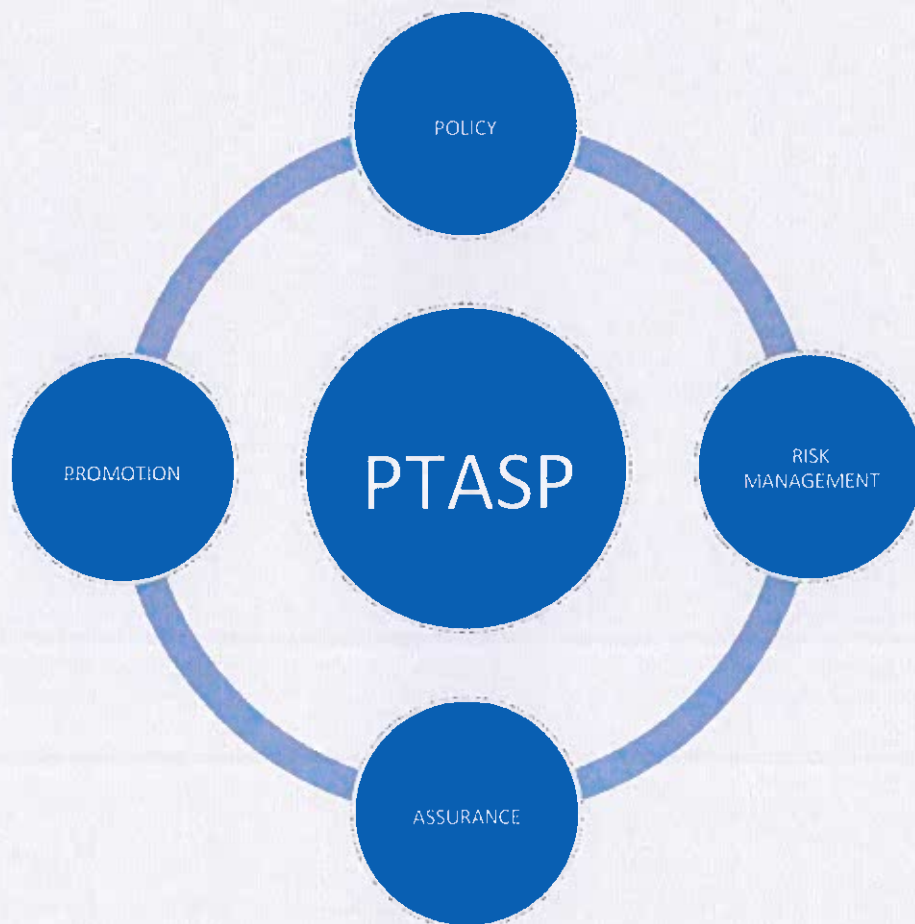 POLICY
PROMOTION
PTASP
RISK
MANAGEMENT
ASSURANCE